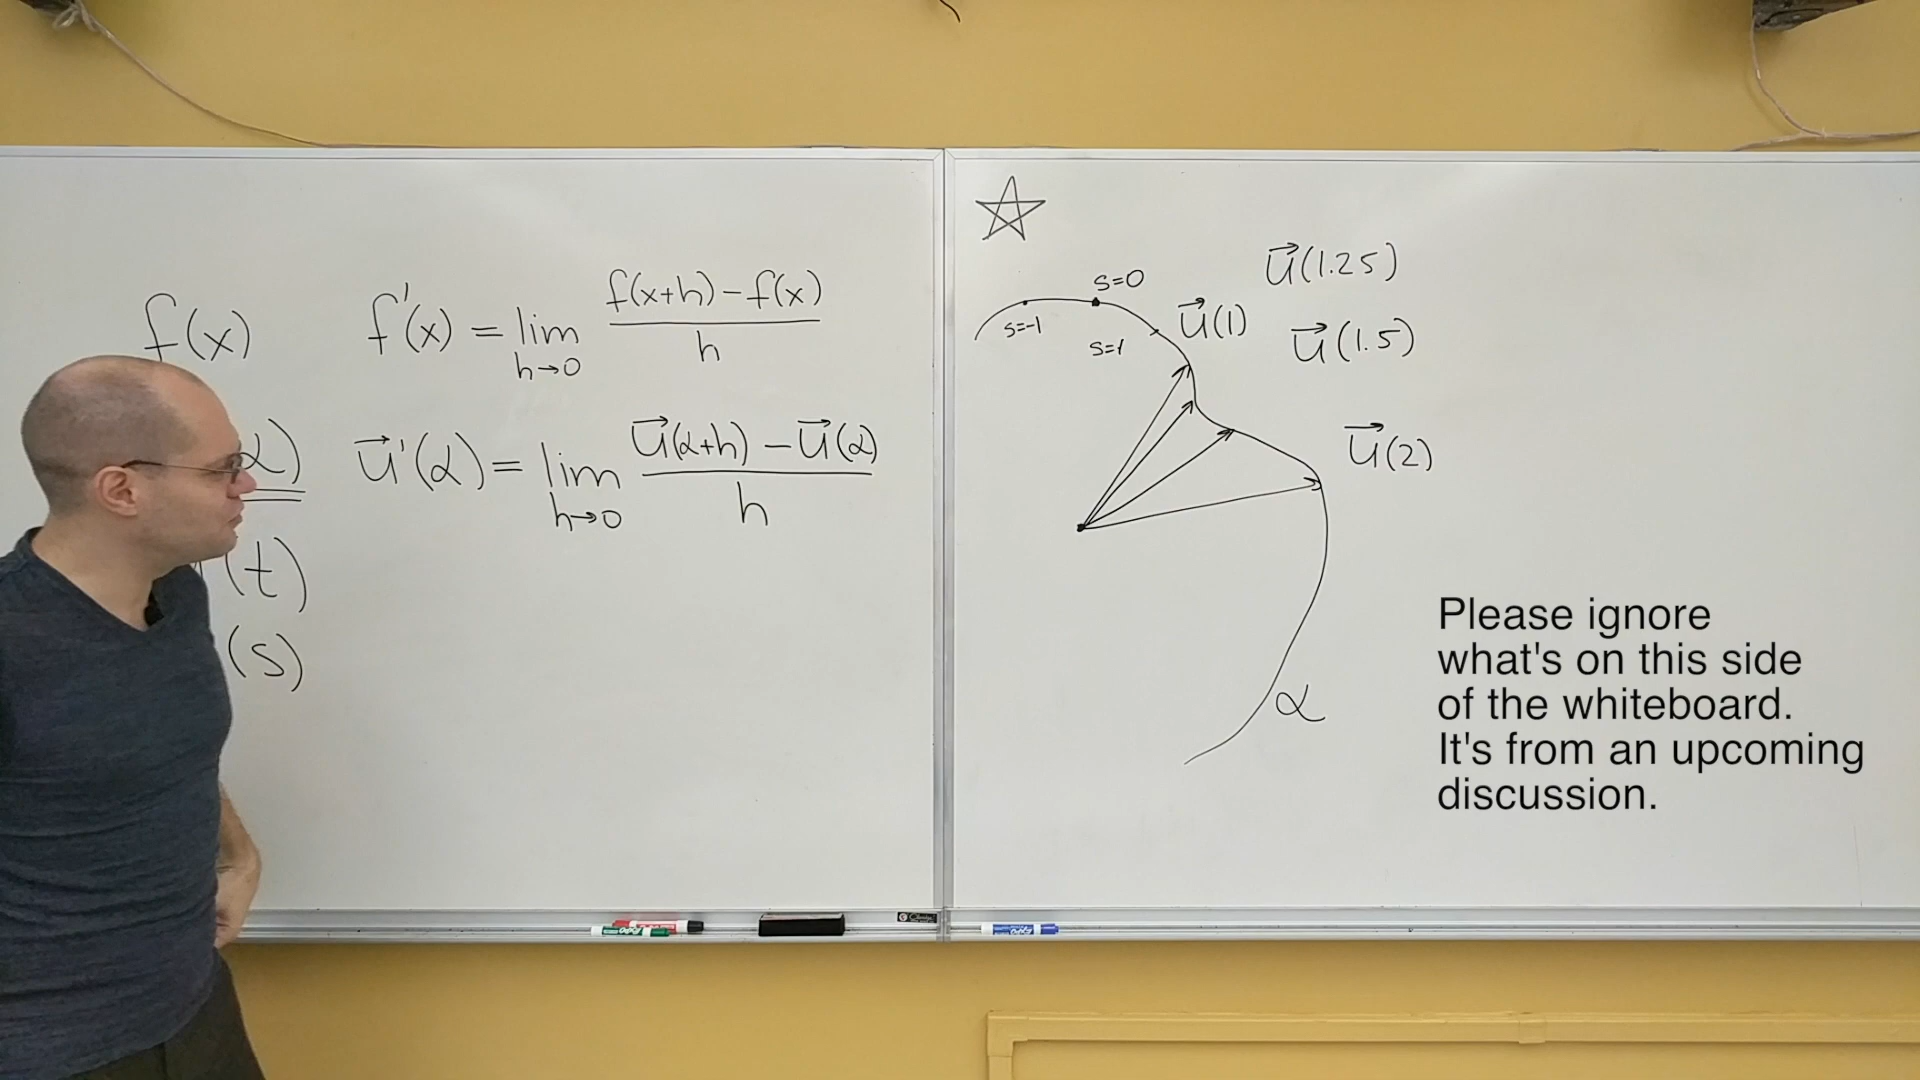 f(x)
f'(x) = lim h→0 f(x+h) – f(x) / h
α)
u⃗'(α) = lim h→0 u⃗(α+h) – u⃗(α) / h
(t)
(s)
s=-1
s=0
s=1
u⃗(1)
u⃗(1.25)
u⃗(1.5)
u⃗(2)
α
Please ignore
what's on this side
of the whiteboard.
It's from an upcoming
discussion.